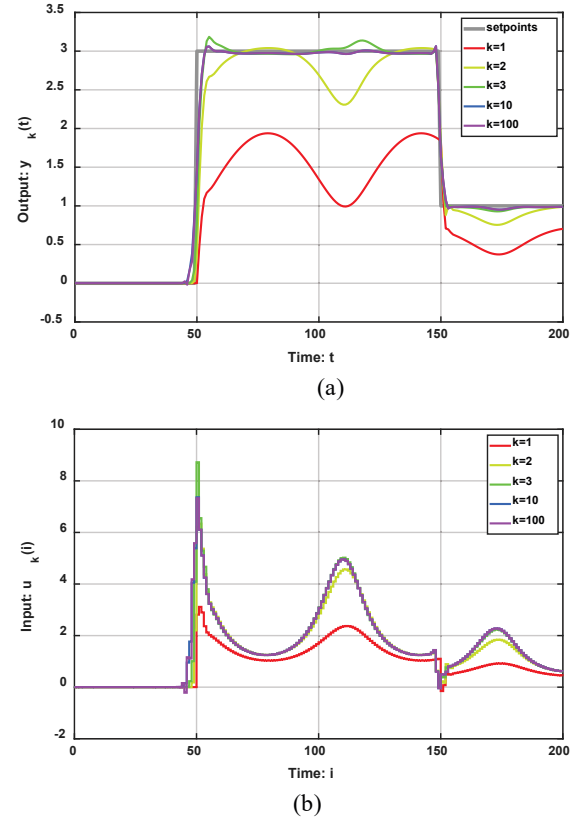 3.5
3
2.5
2
1.5
1
0.5
0
-0.5
Output: y k(t)
setpoints
k=1
k=2
k=3
k=10
k=100
0
50
100
150
200
Time: t
(a)
10
8
6
4
2
0
-2
Input: u k(i)
k=1
k=2
k=3
k=10
k=100
0
50
100
150
200
Time: i
(b)